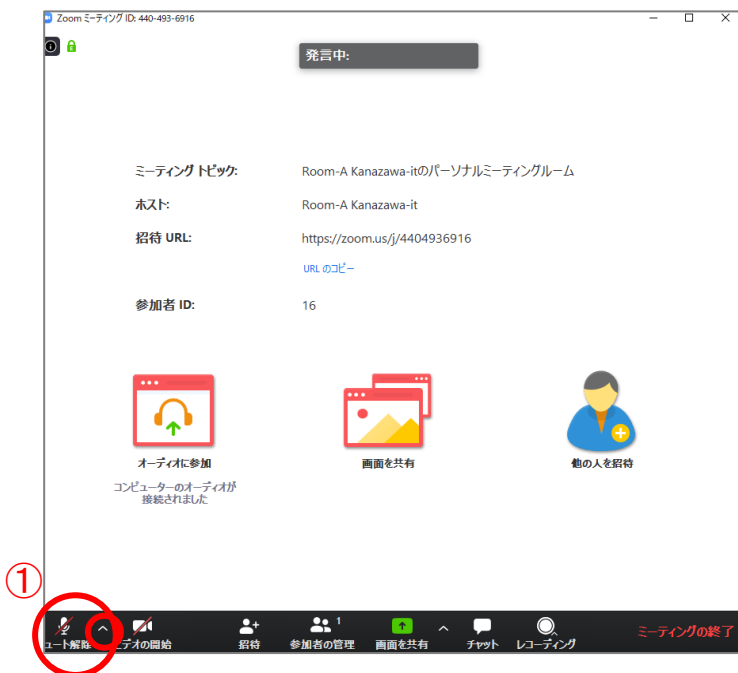 Zoom ミーティング ID: 440-493-6916
発言中:
ミーティング トピック: Room-A Kanazawa-itのパーソナルミーティングルーム
ホスト: Room-A Kanazawa-it
招待 URL: https://zoom.us/j/4404936916
URL のコピー
参加者 ID: 16
オーディオに参加 画面を共有 他の人を招待
コンピューターのオーディオが
接続されました
①
1
ュート解除 デオの開始 招待 参加者の管理 画面を共有 チャット レコーディング ミーティングの終了